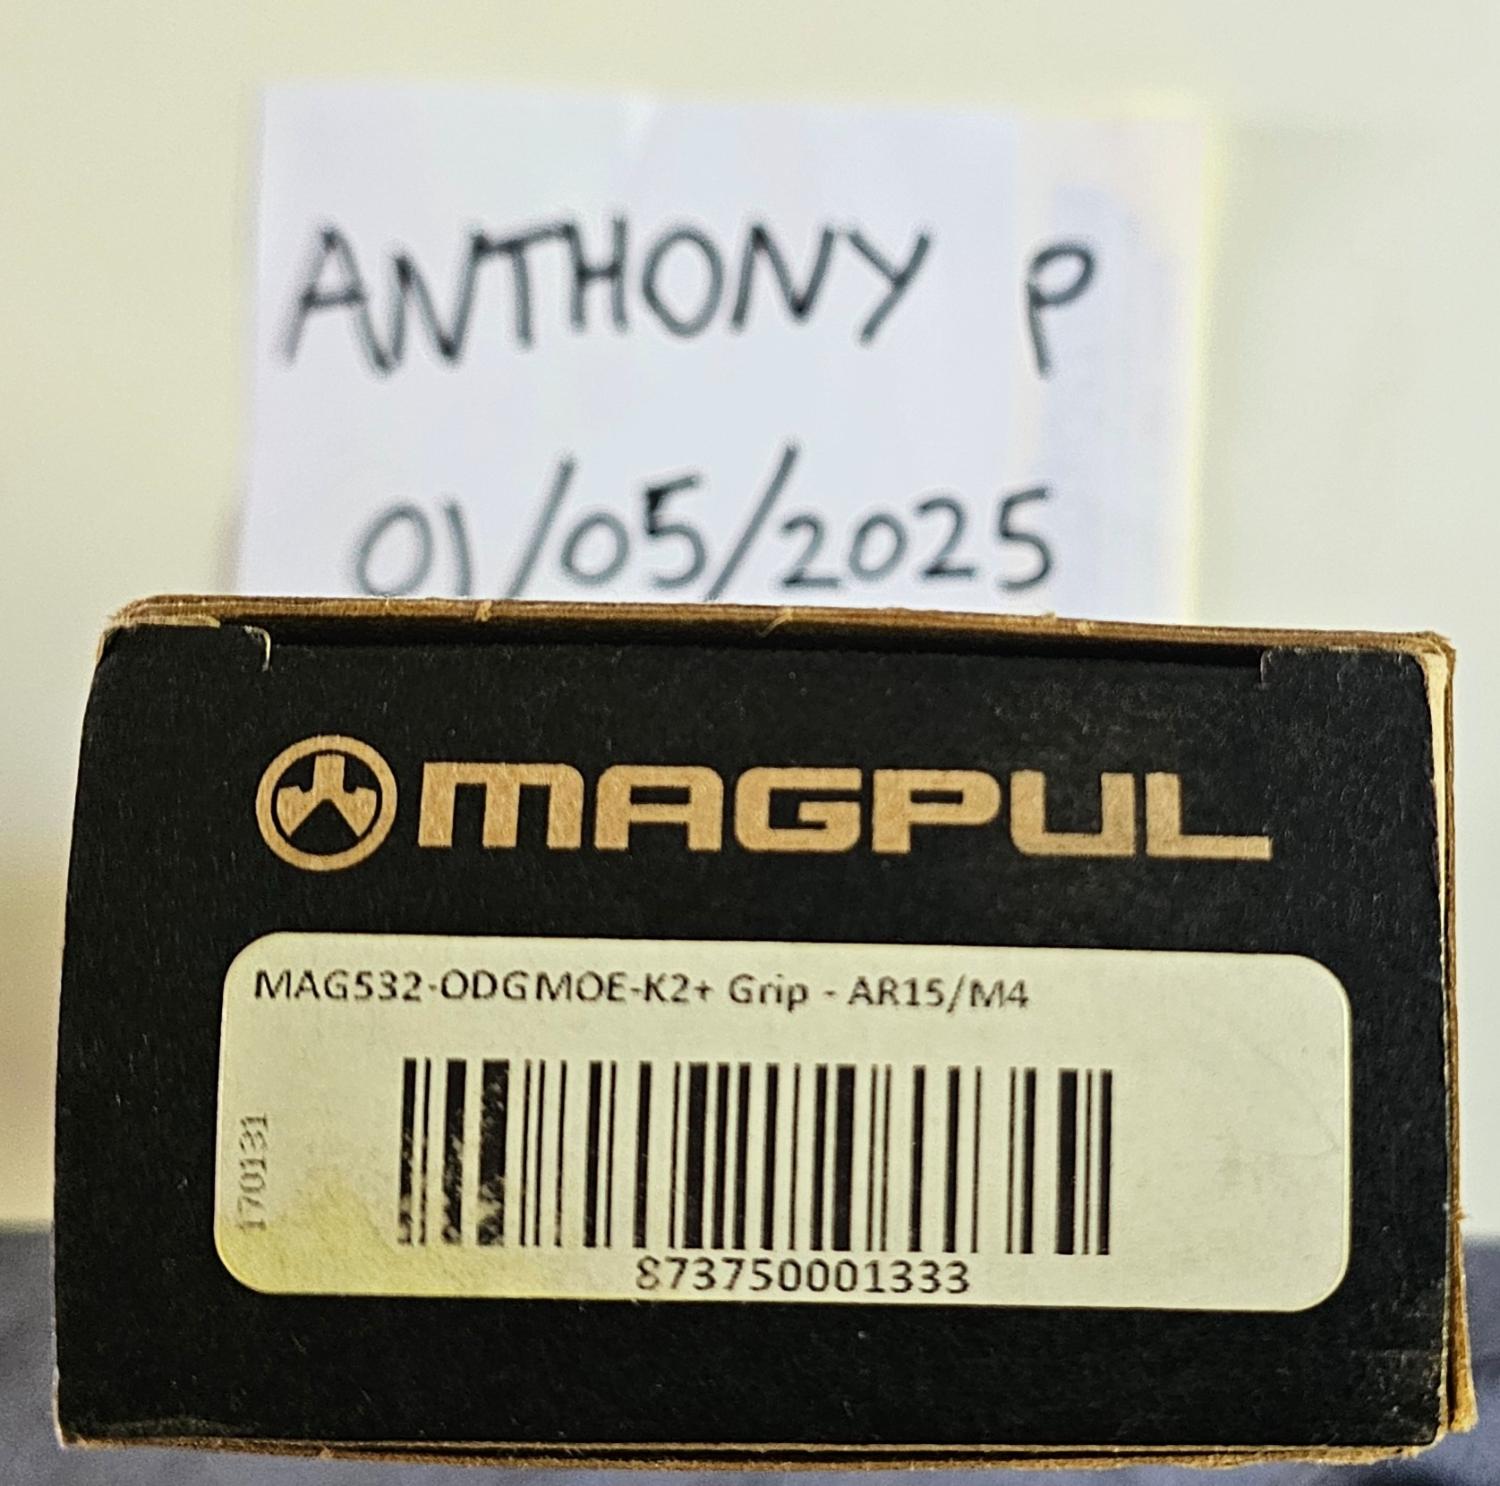 ANTHONY P
01/05/2025
MAGPUL
MAG532-ODGMOE-K2+ Grip - AR15/M4
170131
873750001333